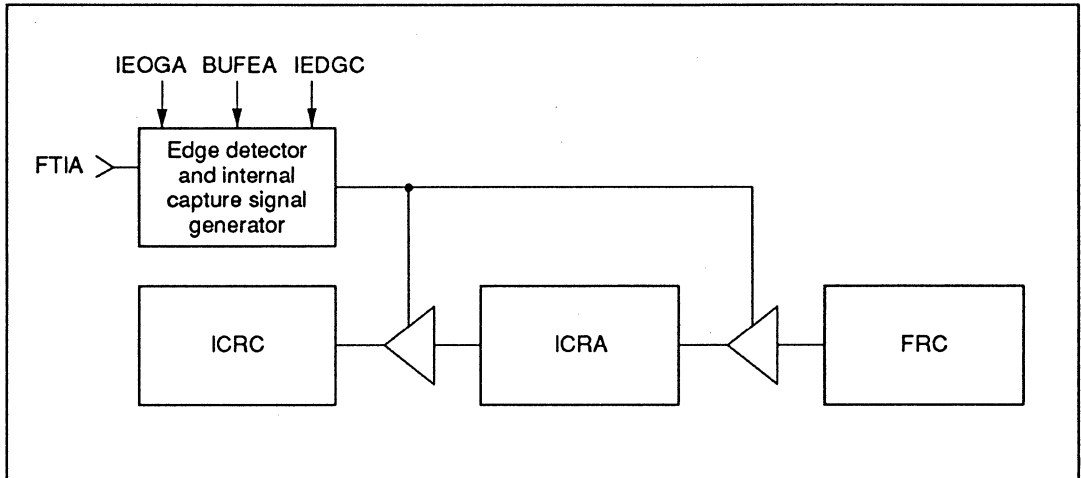 IEOGA BUFEA IEDGC
FTIA
Edge detector
and internal
capture signal
generator
ICRC
ICRA
FRC